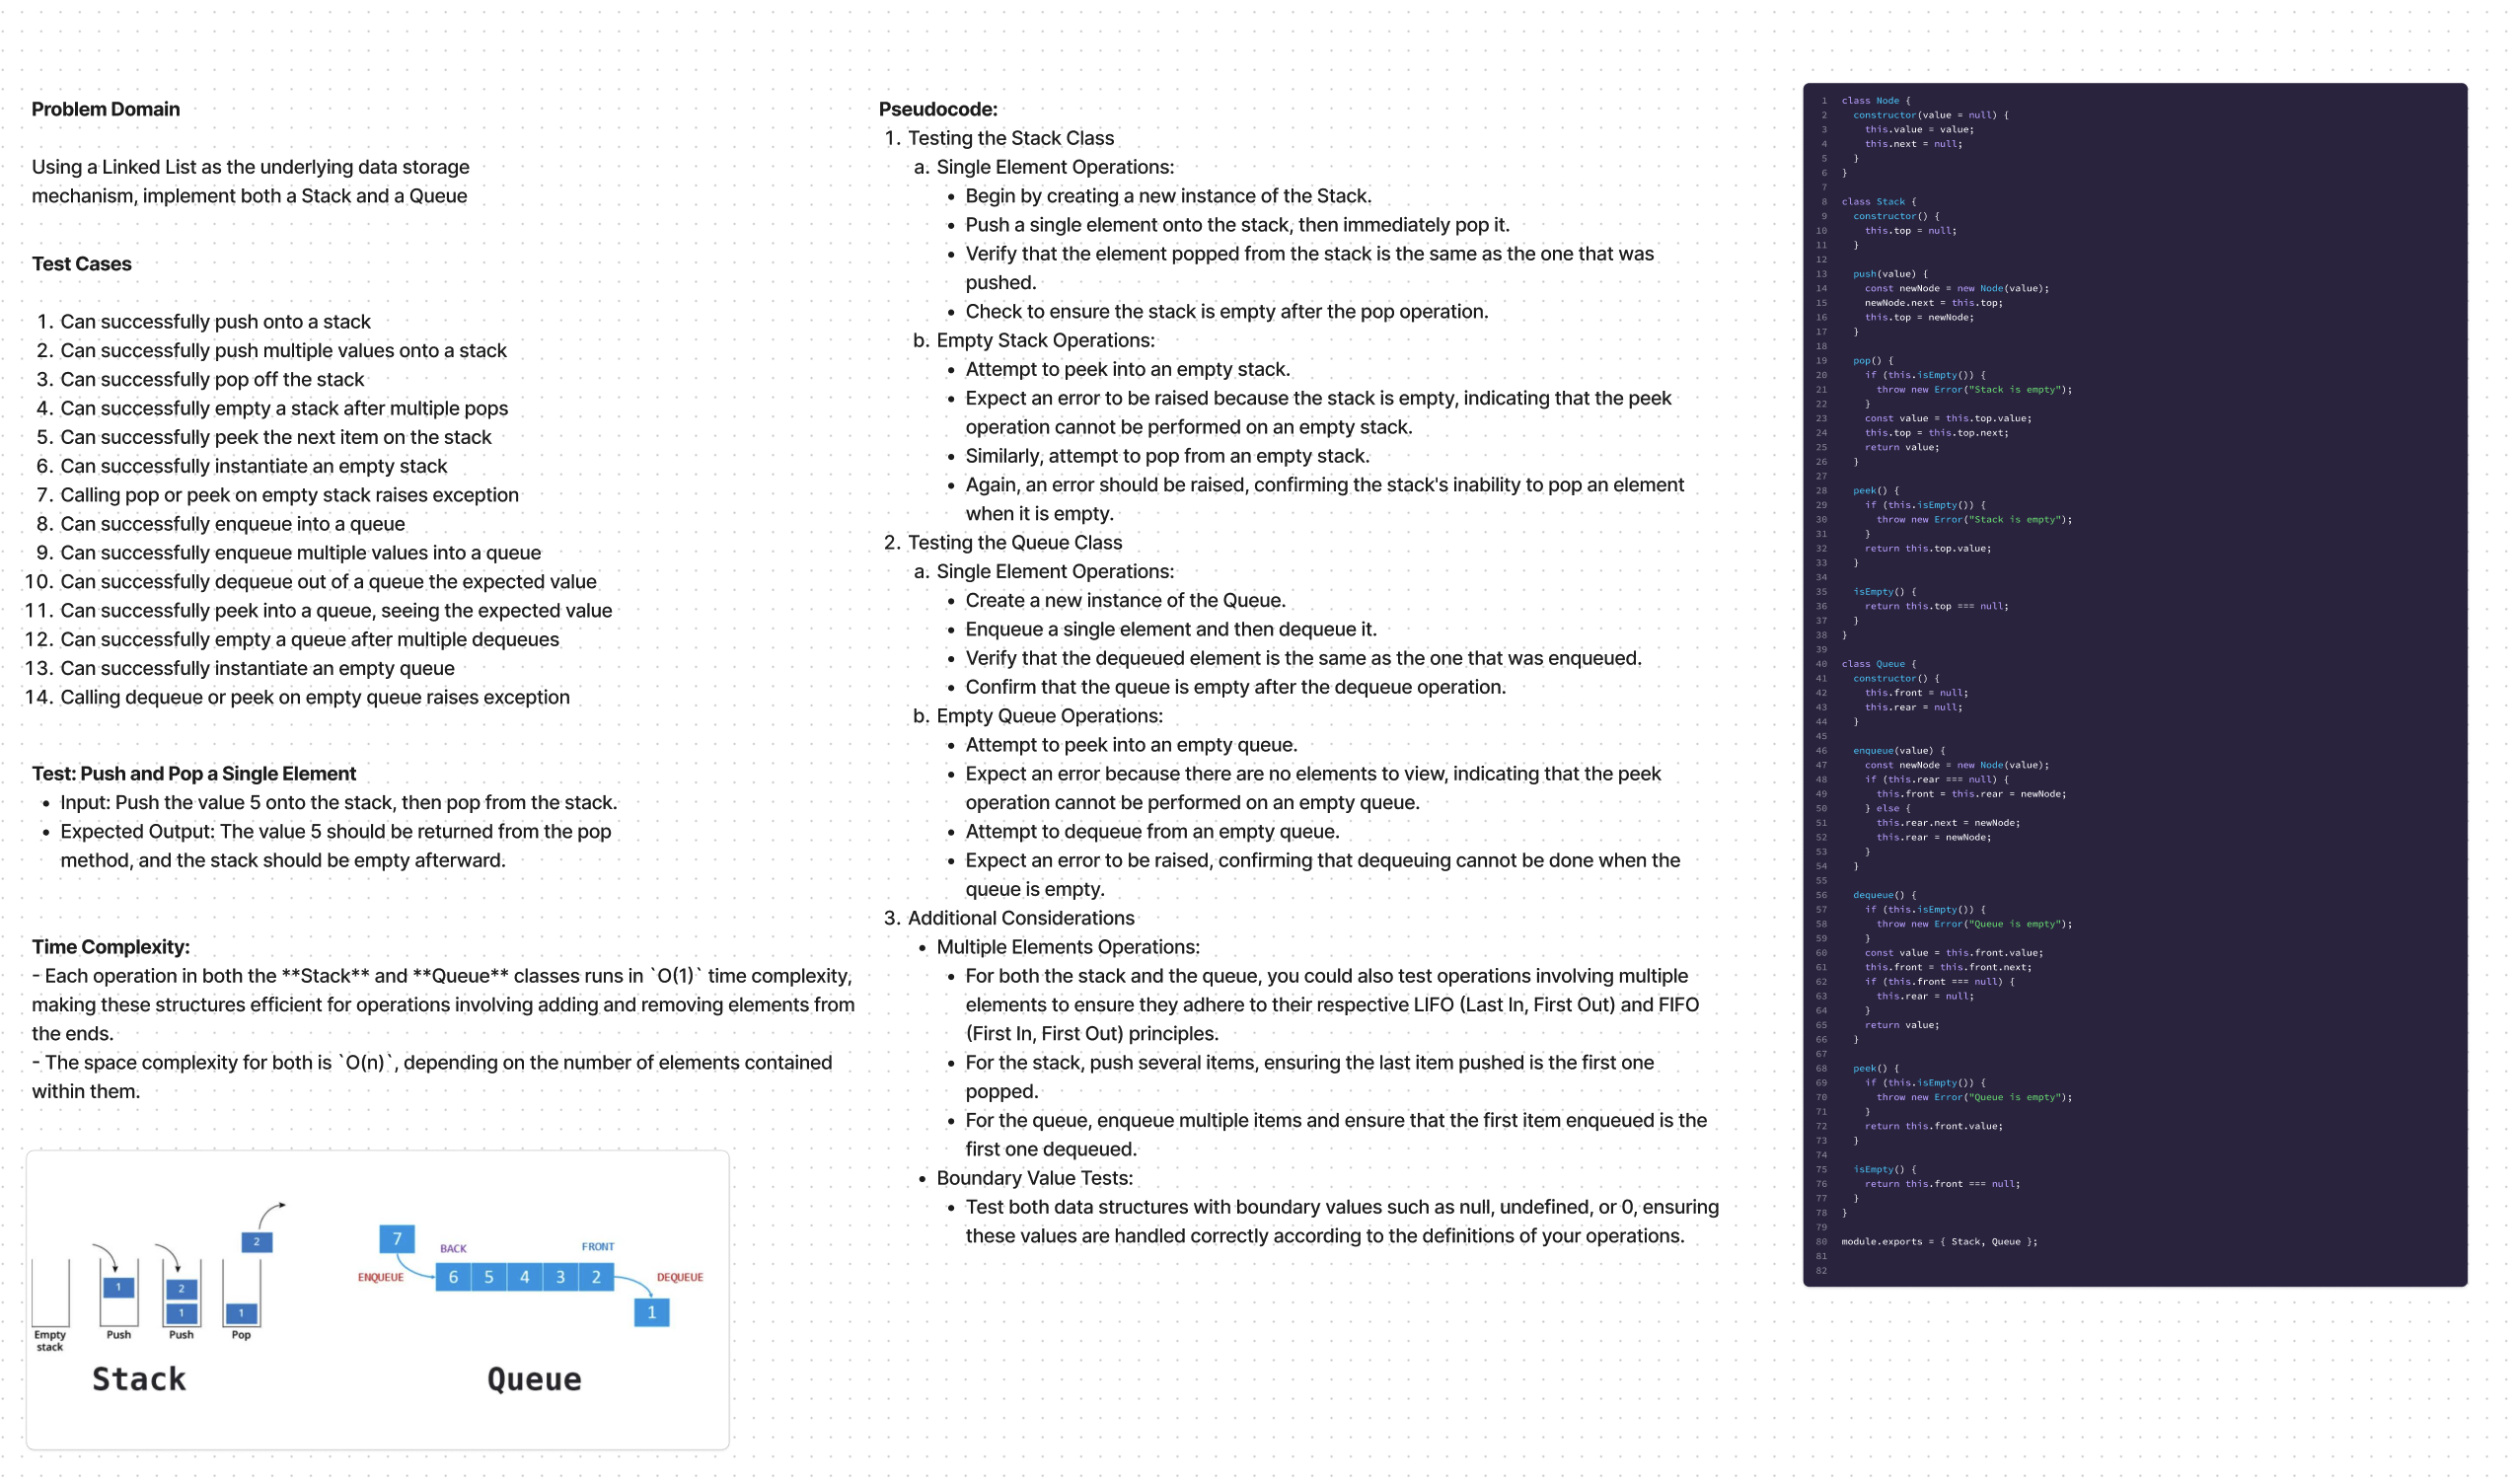 Problem Domain
Using a Linked List as the underlying data storage
mechanism, implement both a Stack and a Queue
Test Cases
1. Can successfully push onto a stack
2. Can successfully push multiple values onto a stack
3. Can successfully pop off the stack
4. Can successfully empty a stack after multiple pops
5. Can successfully peek the next item on the stack
6. Can successfully instantiate an empty stack
7. Calling pop or peek on empty stack raises exception
8. Can successfully enqueue into a queue
9. Can successfully enqueue multiple values into a queue
10. Can successfully dequeue out of a queue the expected value
11. Can successfully peek into a queue, seeing the expected value
12. Can successfully empty a queue after multiple dequeues
13. Can successfully instantiate an empty queue
14. Calling dequeue or peek on empty queue raises exception
Test: Push and Pop a Single Element
• Input: Push the value 5 onto the stack, then pop from the stack.
• Expected Output: The value 5 should be returned from the pop
method, and the stack should be empty afterward.
Time Complexity:
- Each operation in both the **Stack** and **Queue** classes runs in `O(1)` time complexity,
making these structures efficient for operations involving adding and removing elements from
the ends.
- The space complexity for both is `O(n)`, depending on the number of elements contained
within them.
2
1
2
1
1
Empty
stack
Push
Push
Pop
Stack
7
BACK
FRONT
ENQUEUE
6 5 4 3 2
DEQUEUE
1
Queue
Pseudocode:
1. Testing the Stack Class
a. Single Element Operations:
• Begin by creating a new instance of the Stack.
• Push a single element onto the stack, then immediately pop it.
• Verify that the element popped from the stack is the same as the one that was
pushed.
• Check to ensure the stack is empty after the pop operation.
b. Empty Stack Operations:
• Attempt to peek into an empty stack.
• Expect an error to be raised because the stack is empty, indicating that the peek
operation cannot be performed on an empty stack.
• Similarly, attempt to pop from an empty stack.
• Again, an error should be raised, confirming the stack's inability to pop an element
when it is empty.
2. Testing the Queue Class
a. Single Element Operations:
• Create a new instance of the Queue.
• Enqueue a single element and then dequeue it.
• Verify that the dequeued element is the same as the one that was enqueued.
• Confirm that the queue is empty after the dequeue operation.
b. Empty Queue Operations:
• Attempt to peek into an empty queue.
• Expect an error because there are no elements to view, indicating that the peek
operation cannot be performed on an empty queue.
• Attempt to dequeue from an empty queue.
• Expect an error to be raised, confirming that dequeuing cannot be done when the
queue is empty.
3. Additional Considerations
• Multiple Elements Operations:
• For both the stack and the queue, you could also test operations involving multiple
elements to ensure they adhere to their respective LIFO (Last In, First Out) and FIFO
(First In, First Out) principles.
• For the stack, push several items, ensuring the last item pushed is the first one
popped.
• For the queue, enqueue multiple items and ensure that the first item enqueued is the
first one dequeued.
• Boundary Value Tests:
• Test both data structures with boundary values such as null, undefined, or 0, ensuring
these values are handled correctly according to the definitions of your operations.
1 class Node {
2 constructor(value = null) {
3 this.value = value;
4 this.next = null;
5 }
6 }
7
8 class Stack {
9 constructor() {
10 this.top = null;
11 }
12
13 push(value) {
14 const newNode = new Node(value);
15 newNode.next = this.top;
16 this.top = newNode;
17 }
18
19 pop() {
20 if (this.isEmpty()) {
21 throw new Error("Stack is empty");
22 }
23 const value = this.top.value;
24 this.top = this.top.next;
25 return value;
26 }
27
28 peek() {
29 if (this.isEmpty()) {
30 throw new Error("Stack is empty");
31 }
32 return this.top.value;
33 }
34
35 isEmpty() {
36 return this.top === null;
37 }
38 }
39
40 class Queue {
41 constructor() {
42 this.front = null;
43 this.rear = null;
44 }
45
46 enqueue(value) {
47 const newNode = new Node(value);
48 if (this.rear === null) {
49 this.front = this.rear = newNode;
50 } else {
51 this.rear.next = newNode;
52 this.rear = newNode;
53 }
54 }
55
56 dequeue() {
57 if (this.isEmpty()) {
58 throw new Error("Queue is empty");
59 }
60 const value = this.front.value;
61 this.front = this.front.next;
62 if (this.front === null) {
63 this.rear = null;
64 }
65 return value;
66 }
67
68 peek() {
69 if (this.isEmpty()) {
70 throw new Error("Queue is empty");
71 }
72 return this.front.value;
73 }
74
75 isEmpty() {
76 return this.front === null;
77 }
78 }
79
80 module.exports = { Stack, Queue };
81
82